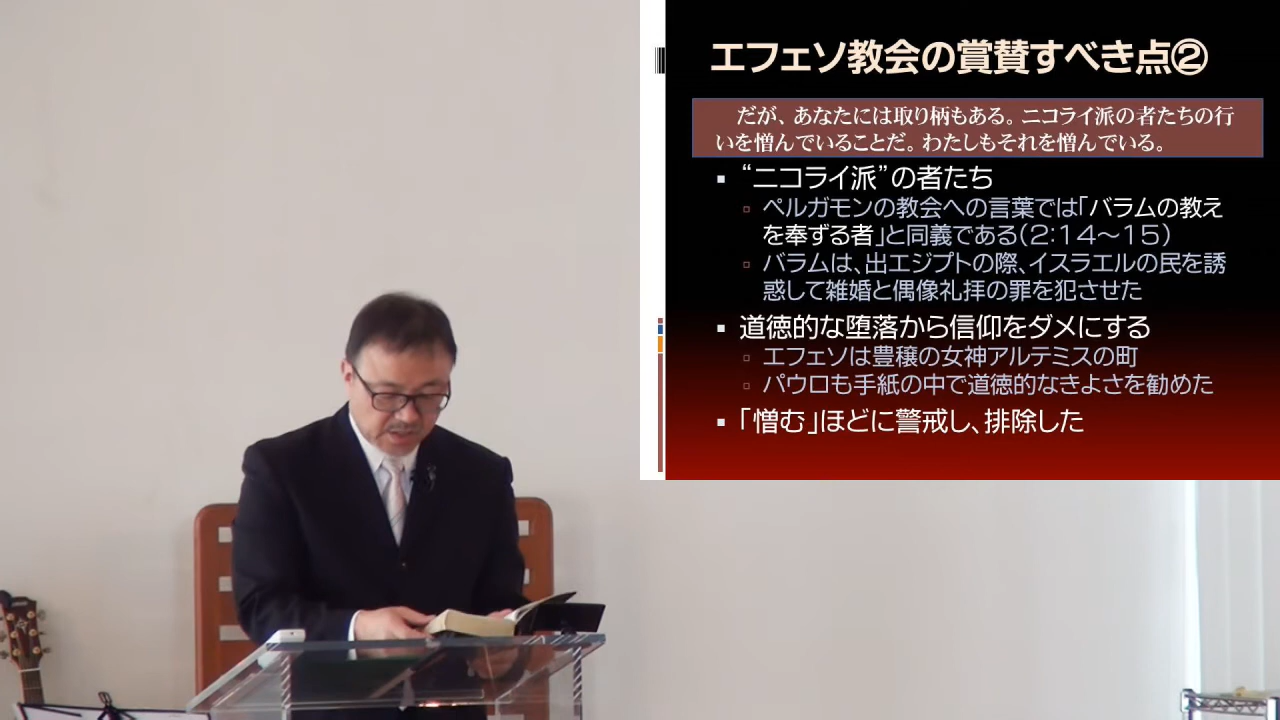 エフェソ教会の賞賛すべき点②
だが、あなたには取り柄もある。ニコライ派の者たちの行
いを憎んでいることだ。わたしもそれを憎んでいる。
“ニコライ派”の者たち
ペルガモンの教会への言葉では「バラムの教え
を奉ずる者」と同義である(2:14~15)
バラムは、出エジプトの際、イスラエルの民を誘
惑して雑婚と偶像礼拝の罪を犯させた
道徳的な堕落から信仰をダメにする
エフェソは豊穣の女神アルテミスの町
パウロも手紙の中で道徳的なきよさを勧めた
「憎む」ほどに警戒し、排除した